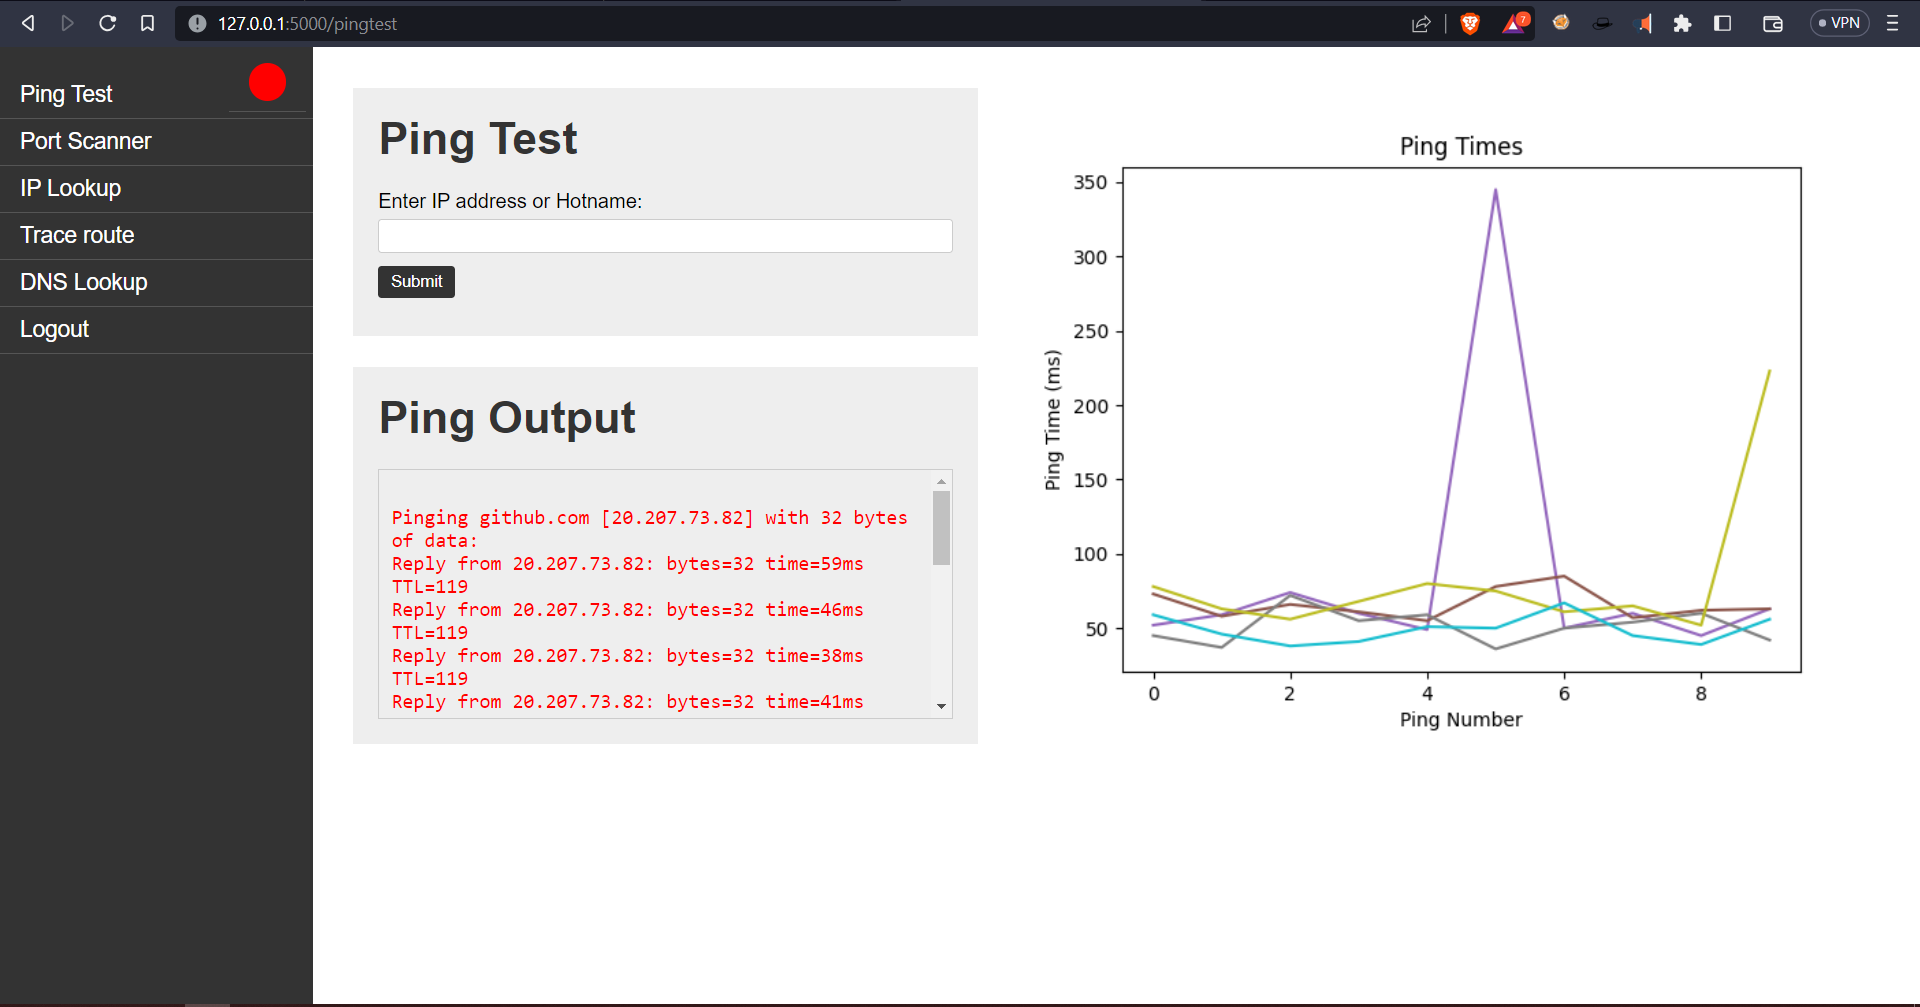 127.0.0.1:5000/pingtest
7
VPN
Ping Test
Port Scanner
IP Lookup
Trace route
DNS Lookup
Logout
Ping Test
Enter IP address or Hotname:
Submit
Ping Output
Pinging github.com [20.207.73.82] with 32 bytes
of data:
Reply from 20.207.73.82: bytes=32 time=59ms
TTL=119
Reply from 20.207.73.82: bytes=32 time=46ms
TTL=119
Reply from 20.207.73.82: bytes=32 time=38ms
TTL=119
Reply from 20.207.73.82: bytes=32 time=41ms
Ping Times
350
300
250
200
150
100
50
Ping Time (ms)
0 2 4 6 8
Ping Number